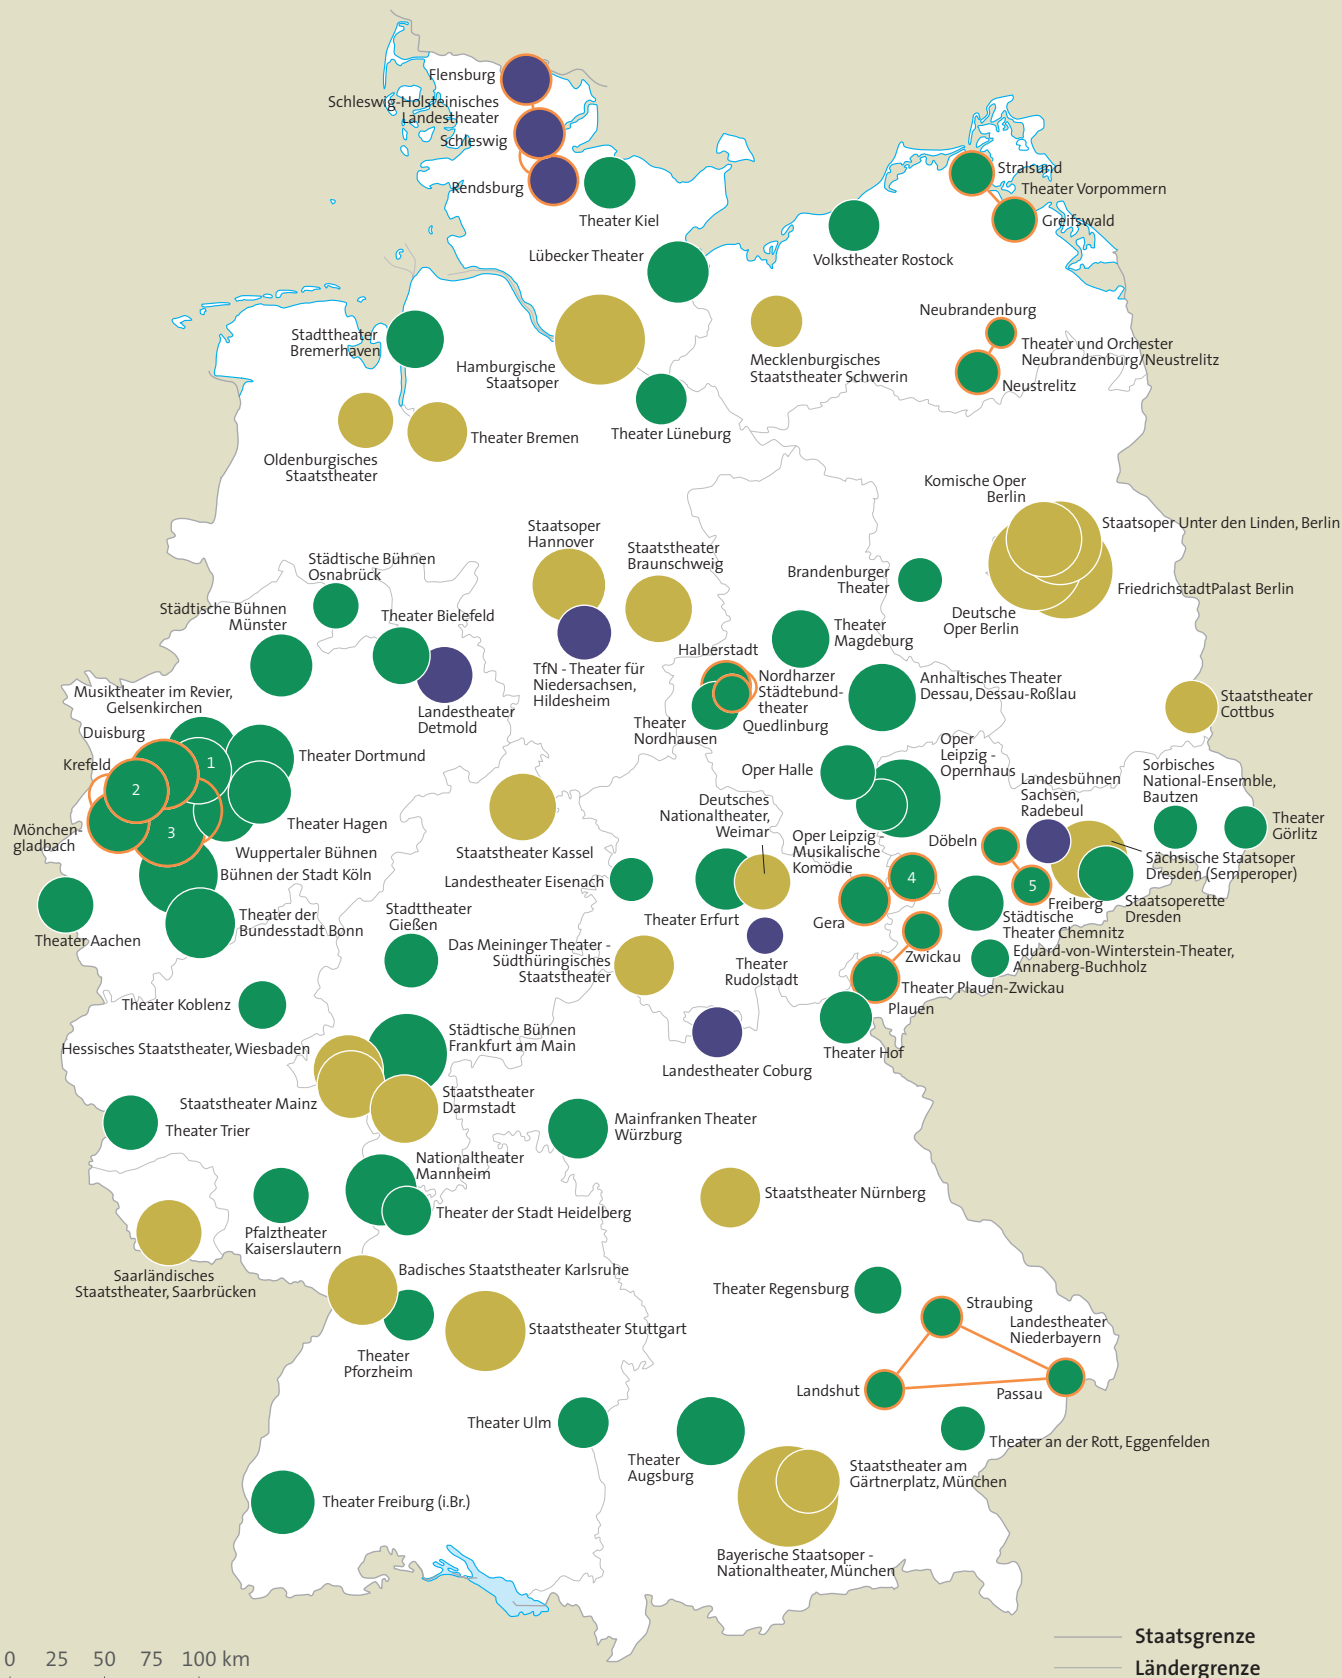 Flensburg
Schleswig-Holsteinisches
Landestheater
Schleswig
Rendsburg
Theater Kiel
Stralsund
Theater Vorpommern
Greifswald
Lübecker Theater
Volkstheater Rostock
Stadttheater
Bremerhaven
Hamburgische
Staatsoper
Mecklenburgisches
Staatstheater Schwerin
Neubrandenburg
Theater und Orchester
Neubrandenburg/Neustrelitz
Neustrelitz
Theater Lüneburg
Theater Bremen
Oldenburgisches
Staatstheater
Komische Oper
Berlin
Staatsoper Unter den Linden, Berlin
FriedrichstadtPalast Berlin
Deutsche
Oper Berlin
Brandenburger
Theater
Staatsoper
Hannover
Staatstheater
Braunschweig
Städtische Bühnen
Osnabrück
Städtische Bühnen
Münster
Theater Bielefeld
TfN - Theater für
Niedersachsen,
Hildesheim
Landestheater
Detmold
Theater
Magdeburg
Halberstadt
Nordharzer
Städtebund-
theater
Quedlinburg
Theater
Nordhausen
Anhaltisches Theater
Dessau, Dessau-Roßlau
Staatstheater
Cottbus
Musiktheater im Revier,
Gelsenkirchen
Duisburg
Krefeld
Mönchen-
gladbach
1
2
3
Theater Dortmund
Theater Hagen
Wuppertaler Bühnen
Bühnen der Stadt Köln
Theater der
Bundesstadt Bonn
Theater Aachen
Staatstheater Kassel
Oper Halle
Oper
Leipzig -
Opernhaus
Oper Leipzig -
Musikalische
Komödie
Deutsches
Nationaltheater,
Weimar
Landesbühnen
Sachsen,
Radebeul
Sorbisches
National-Ensemble,
Bautzen
Theater
Görlitz
Döbeln
Sächsische Staatsoper
Dresden (Semperoper)
Staatsoperette
Dresden
5
Freiberg
4
Gera
Städtische
Theater Chemnitz
Eduard-von-Winterstein-Theater,
Annaberg-Buchholz
Zwickau
Theater Plauen-Zwickau
Plauen
Theater Hof
Landestheater Eisenach
Theater Erfurt
Theater
Rudolstadt
Stadttheater
Gießen
Das Meininger Theater -
Südthüringisches
Staatstheater
Landestheater Coburg
Theater Koblenz
Hessisches Staatstheater, Wiesbaden
Städtische Bühnen
Frankfurt am Main
Staatstheater Mainz
Staatstheater
Darmstadt
Theater Trier
Mainfranken Theater
Würzburg
Nationaltheater
Mannheim
Theater der Stadt Heidelberg
Staatstheater Nürnberg
Pfalztheater
Kaiserslautern
Saarländisches
Staatstheater, Saarbrücken
Badisches Staatstheater Karlsruhe
Theater
Pforzheim
Staatstheater Stuttgart
Theater Regensburg
Straubing
Landestheater
Niederbayern
Landshut
Passau
Theater an der Rott, Eggenfelden
Theater Ulm
Theater
Augsburg
Staatstheater am
Gärtnerplatz, München
Bayerische Staatsoper -
Nationaltheater, München
Theater Freiburg (i.Br.)
0 25 50 75 100 km
Staatsgrenze
Ländergrenze